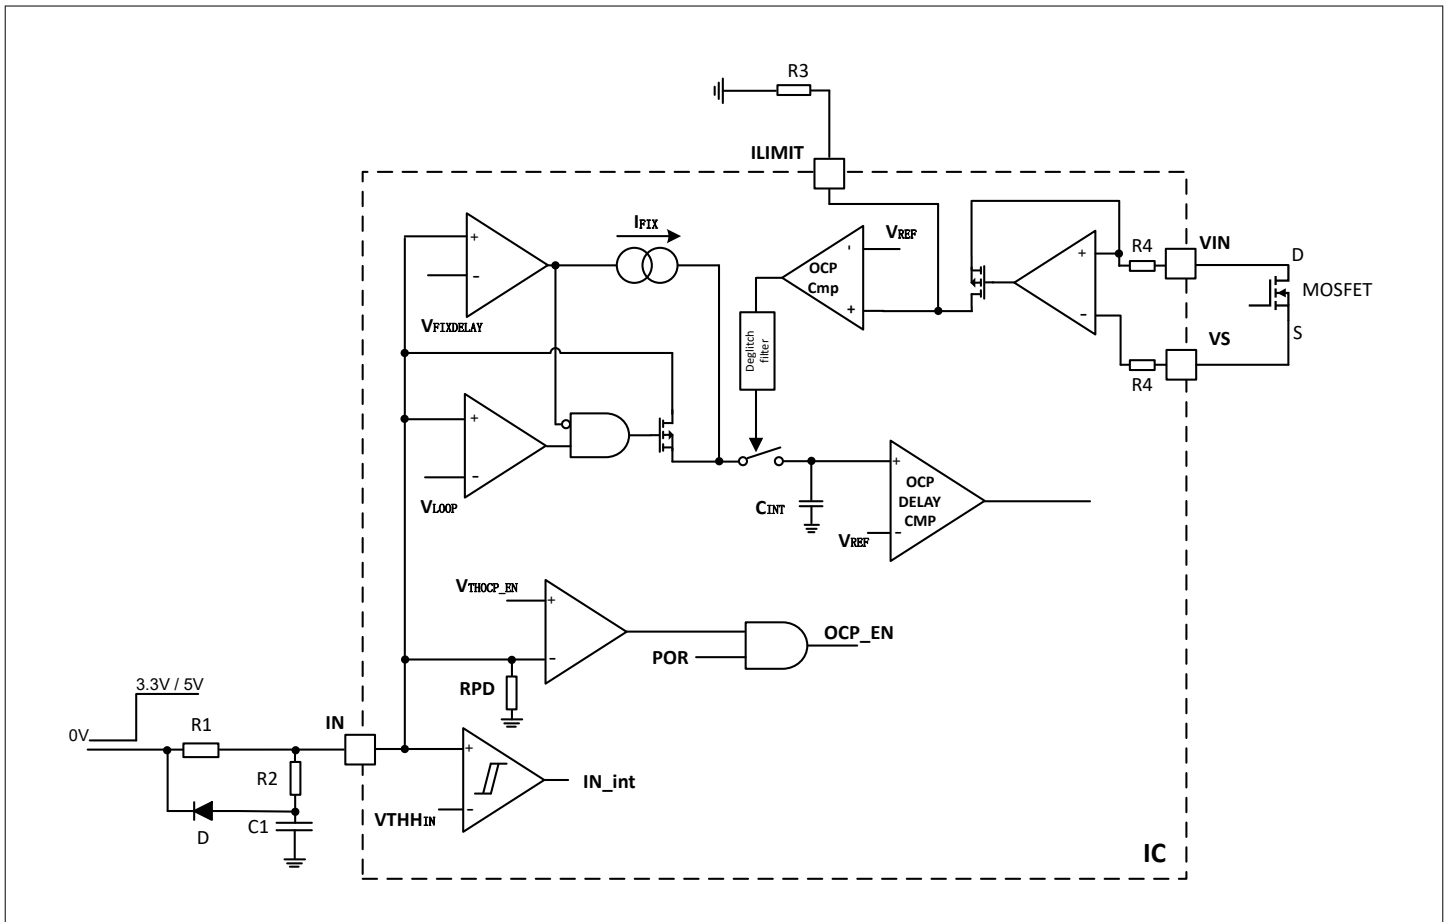 R3
ILIMIT
IFIX
VREF
R4
VIN
D
+
-
+
OCP
Cmp
+
-
MOSFET
VFIXDELAY
+
-
VS
S
R4
Deglitch
filter
+
-
VLOOP
+
OCP
DELAY
CMP
-
CINT
VREF
VTHOCP_EN
+
-
OCP_EN
POR
RPD
3.3V / 5V
0V
R1
IN
R2
+
-
IN_int
VTHHIN
D
C1
IC